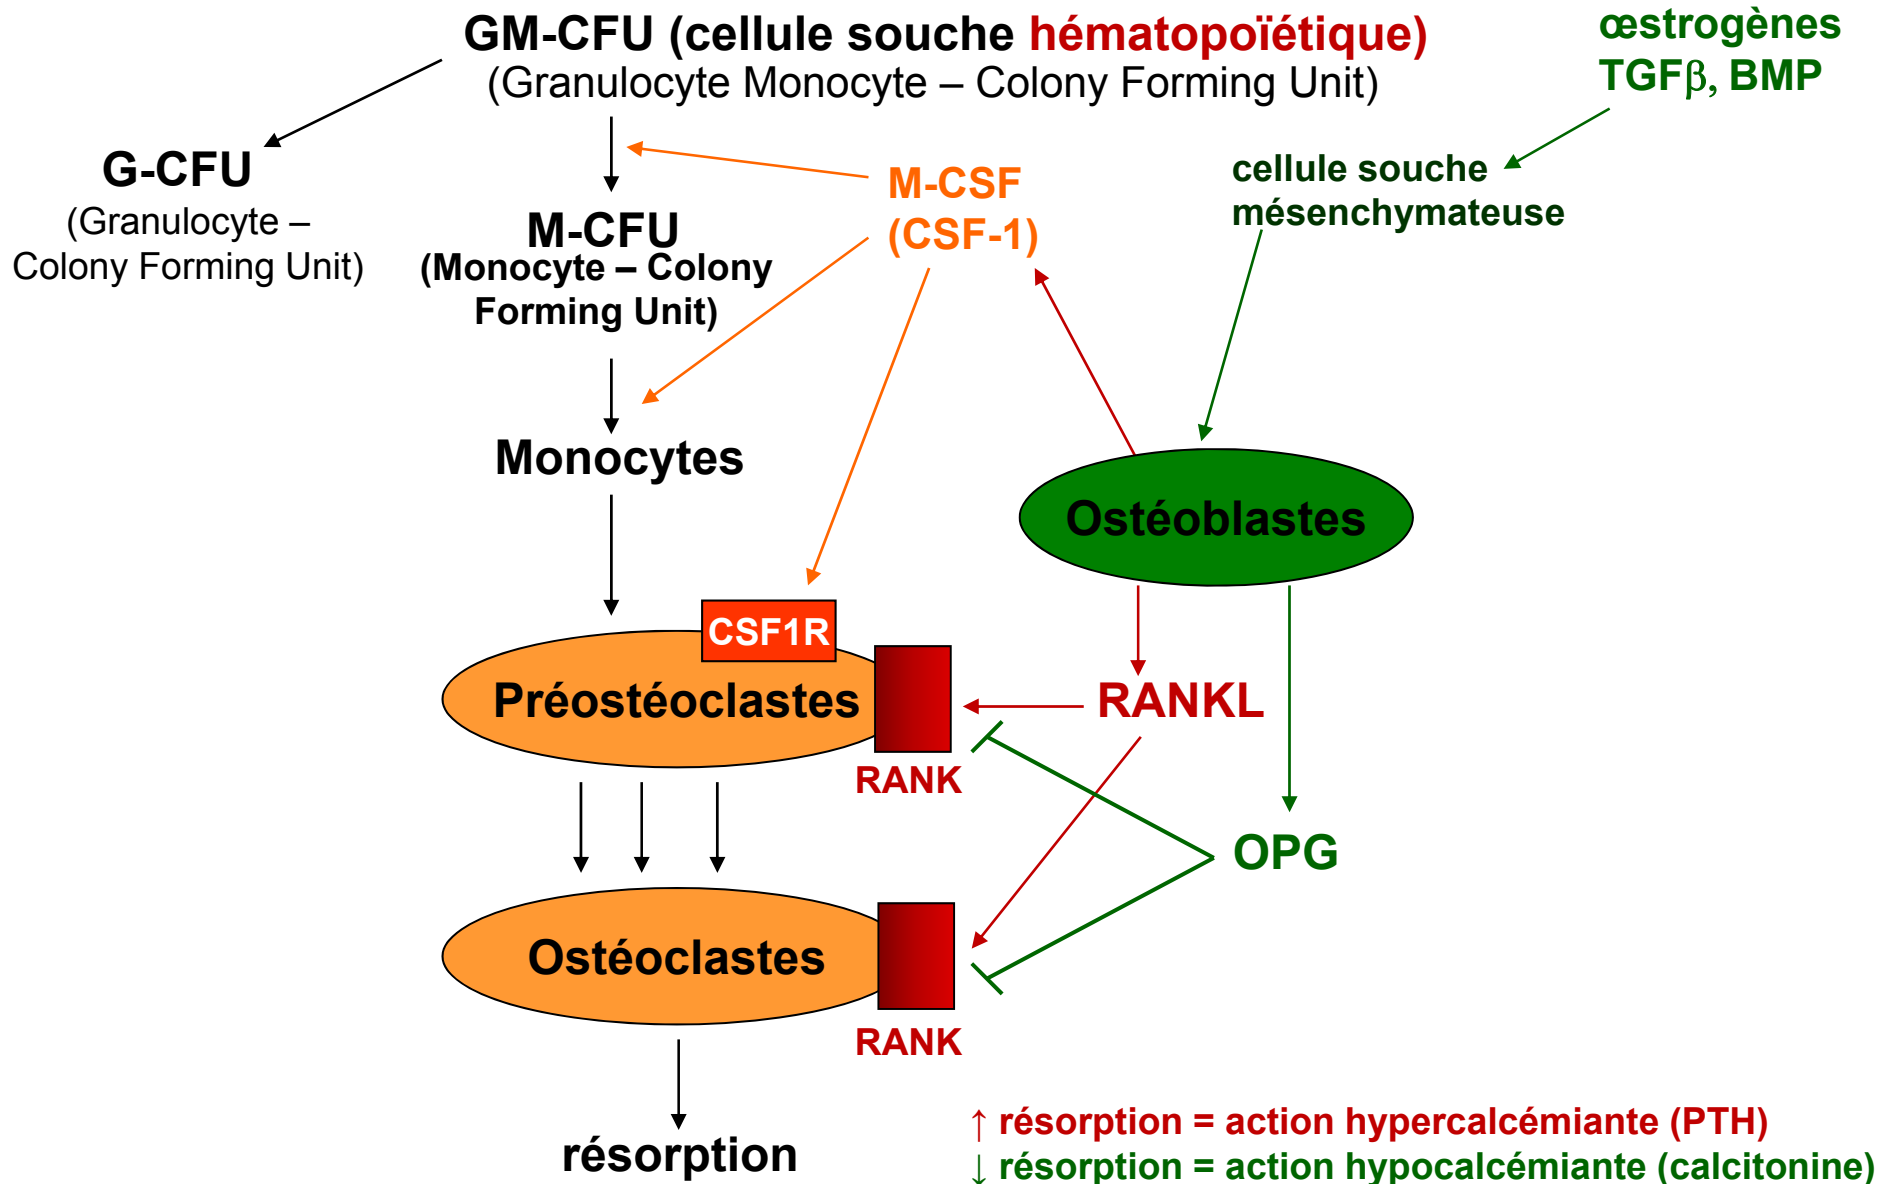 GM-CFU (cellule souche hématopoïétique)
(Granulocyte Monocyte – Colony Forming Unit)
œstrogènes
TGFβ, BMP
G-CFU
(Granulocyte –
Colony Forming Unit)
M-CFU
(Monocyte – Colony
Forming Unit)
M-CSF
(CSF-1)
cellule souche
mésenchymateuse
Monocytes
Ostéoblastes
CSF1R
Préostéoclastes
RANK
RANKL
OPG
Ostéoclastes
RANK
résorption
↑ résorption = action hypercalcémiante (PTH)
↓ résorption = action hypocalcémiante (calcitonine)